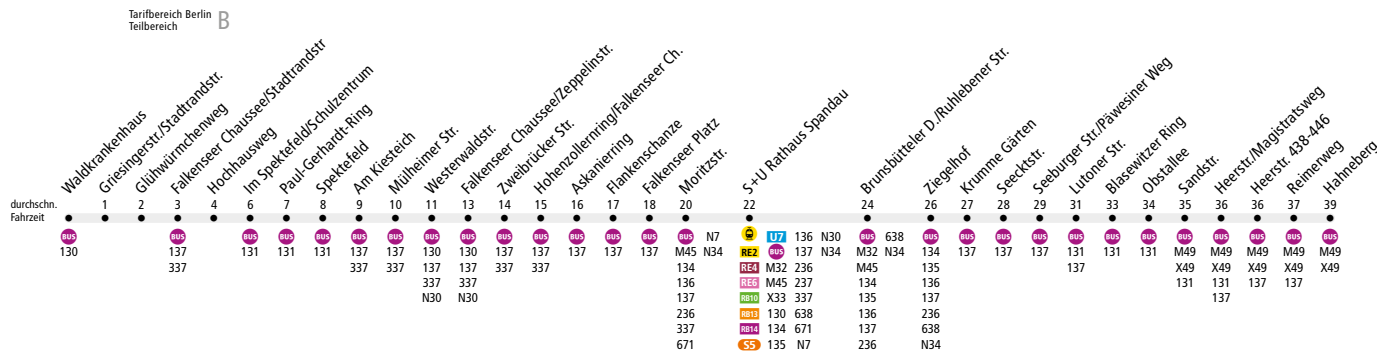 Tarifbereich Berlin
Teilbereich
B
Waldkrankenhaus
Griesingerstr./Stadtrandstr.
Glühwürmchenweg
Falkenseer Chaussee/Stadtrandstr
Hochhausweg
Im Spektefeld/Schulzentrum
Paul-Gerhardt-Ring
Spektefeld
Am Kiesteich
Mülheimer Str.
Westerwaldstr.
Falkenseer Chaussee/Zeppelinstr.
Zweibrücker Str.
Hohenzollernring/Falkenseer Ch.
Askanierring
Flankenschanze
Falkenseer Platz
Moritzstr.
S+U Rathaus Spandau
Brunsbütteler D./Ruhlebener Str.
Ziegelhof
Krumme Gärten
Seecktstr.
Seeburger Str./Päwesiner Weg
Lutoner Str.
Blasewitzer Ring
Obstallee
Sandstr.
Heerstr./Magistratsweg
Heerstr. 438-446
Reimerweg
Hahneberg
durchschn. 1 2 3 4 6 7 8 9 10 11 13 14 15 16 17 18 20 22 24 26 27 28 29 31 33 34 35 36 36 37 39
Fahrzeit
BUS BUS BUS BUS BUS BUS BUS BUS BUS BUS BUS BUS BUS BUS BUS N7 U7 136 N30 BUS 638 BUS BUS BUS BUS BUS BUS BUS BUS BUS BUS BUS BUS
130 137 131 131 131 137 137 130 130 137 137 137 137 137 M45 N34 RE2 BUS 137 N34 M32 N34 134 137 137 137 131 131 131 M49 M49 M49 M49 M49
337 337 337 137 137 337 337 134 RE4 M32 236 M45 135 137 X49 X49 X49 X49 X49
337 337 136 RE6 M45 237 134 136 131 131 137 137
N30 N30 137 RB10 X33 337 135 137 137
236 RB13 130 638 136 236
337 RB14 134 671 137 638
671 S5 135 N7 236 N34